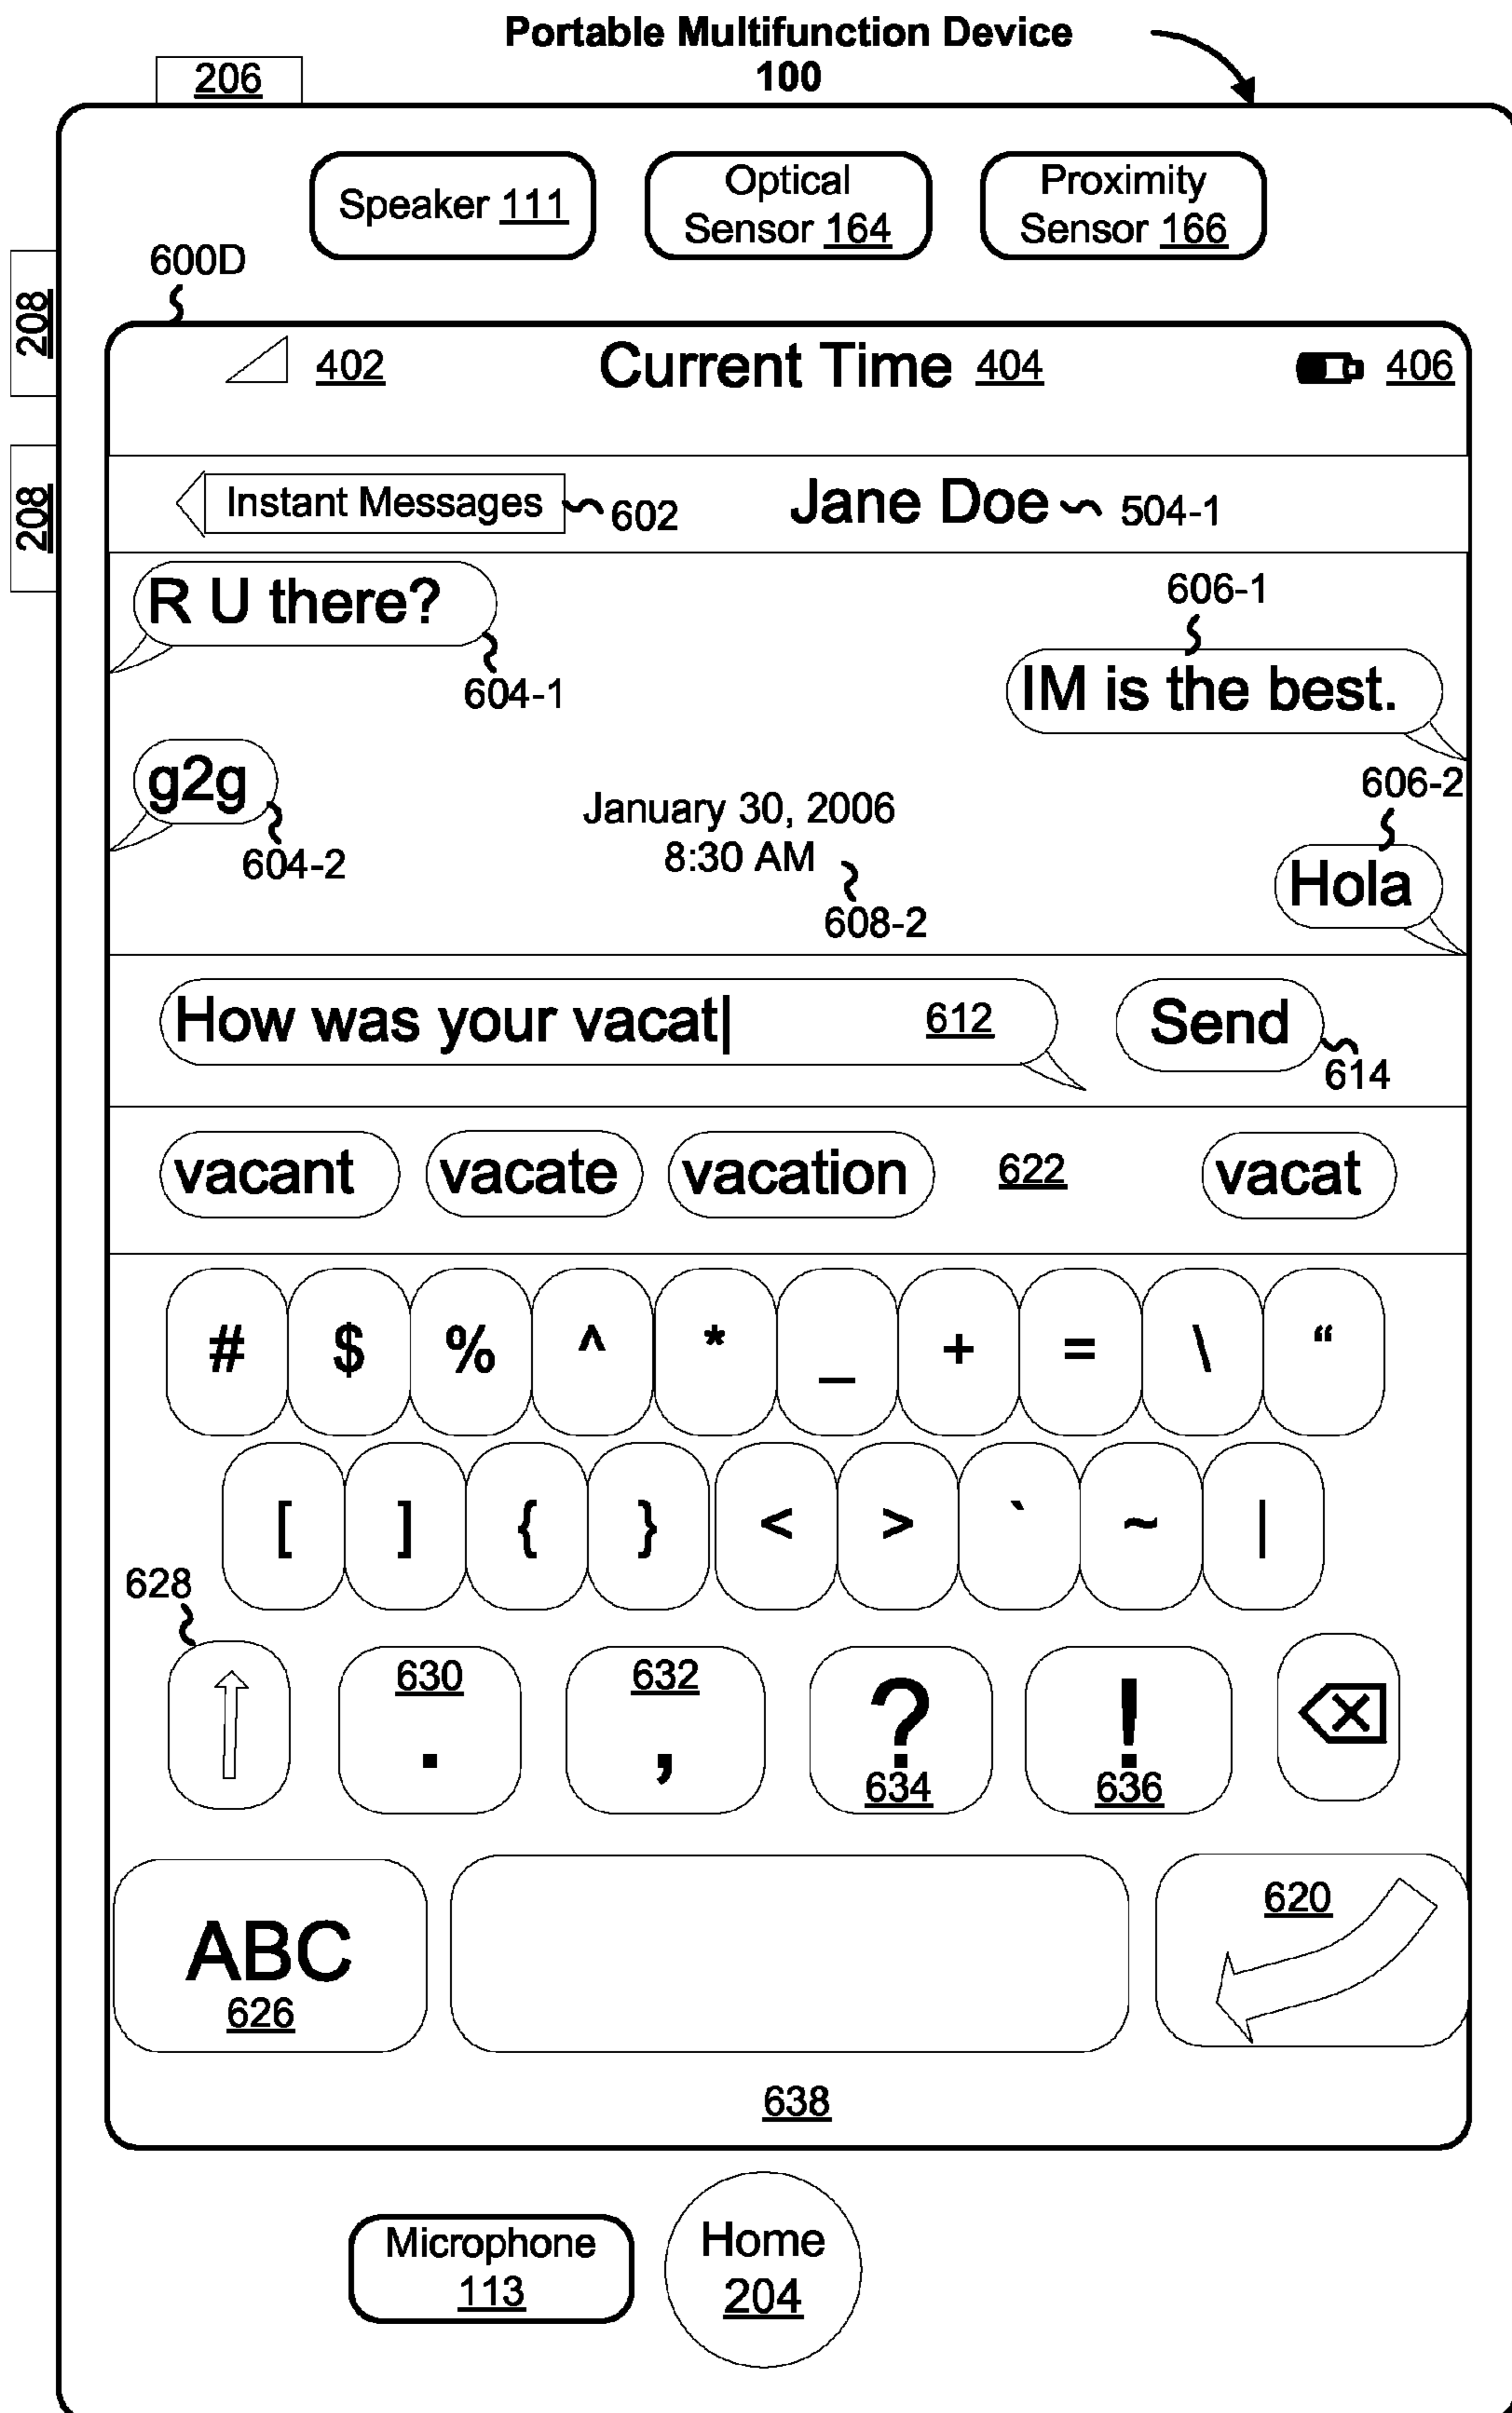 Portable Multifunction Device
100
206
Speaker 111
Optical
Sensor 164
Proximity
Sensor 166
208
208
600D
402
Current Time 404
406
Instant Messages
602
Jane Doe
504-1
R U there?
604-1
606-1
IM is the best.
g2g
604-2
January 30, 2006
8:30 AM
608-2
606-2
Hola
How was your vacat|
612
Send
614
vacant
vacate
vacation
622
vacat
# $ % ^ * _ + = \ “
[ ] { } < > ` ~ |
628
630
.
632
,
?
634
!
636
ABC
626
620
638
Microphone
113
Home
204